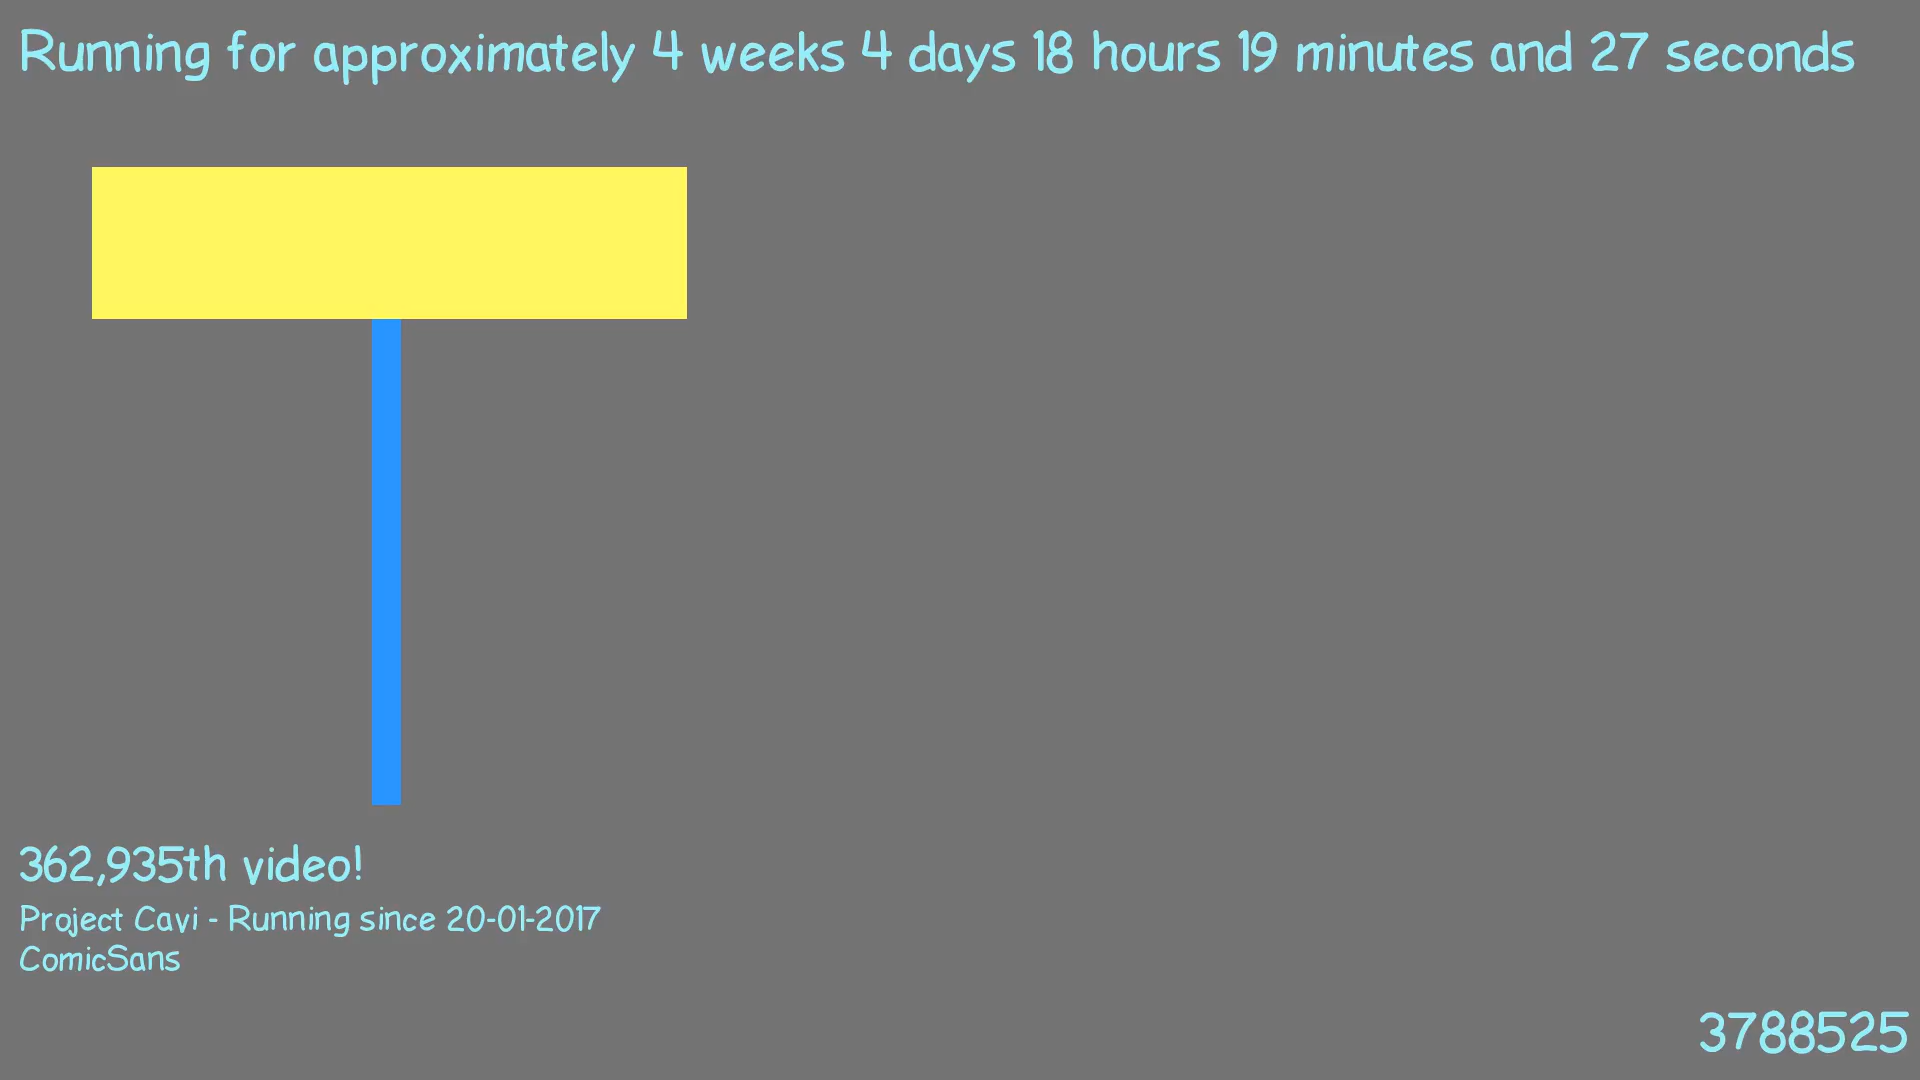 Running for approximately 4 weeks 4 days 18 hours 19 minutes and 27 seconds
362,935th video!
Project Cavi - Running since 20-01-2017
ComicSans
3788525